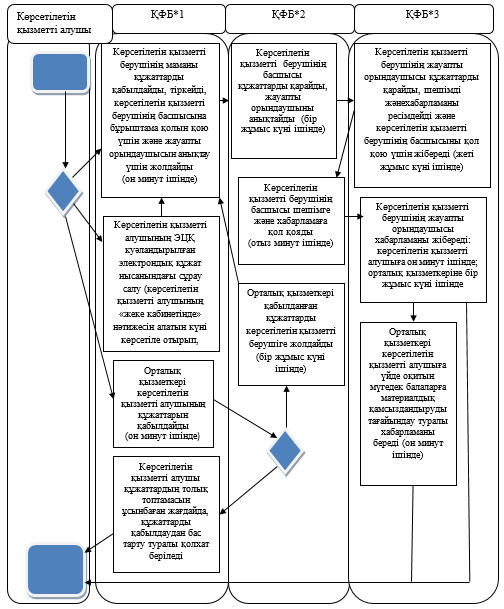 Көрсетілетін
қызметті алушы
ҚФБ*1
ҚФБ*2
ҚФБ*3
Көрсетілетін қызметті
берушінің маманы
құжаттарды
қабылдайды, тіркейді,
көрсетілетін қызметті
берушінің басшысына
бұрыштама қолын қою
үшін және жауапты
орындаушысын анықтау
үшін жолдайды
(он минут ішінде)
Көрсетілетін
қызметті берушінің
басшысы
құжаттарды қарайды,
жауапты
орындаушыны
анықтайды (бір
жұмыс күні ішінде)
Көрсетілетін қызметті
берушінің жауапты
орындаушысы құжаттарды
қарайды, шешімді
жәнехабарламаны
ресімдейді және
көрсетілетін қызметті
берушінің басшысыны қол
қою үшін жібереді (жеті
жұмыс күні ішінде)
Көрсетілетін
қызметті берушінің
басшысы шешімге
және хабарламаға
қол қояды
(отыз минут ішінде)
Көрсетілетін қызметті
берушінің жауапты
орындаушысы
хабарламаны жібереді:
көрсетілетін қызметті
алушыға он минут ішінде;
орталық қызметкеріне бір
жұмыс күні ішінде
Көрсетілетін қызметті
алушының ЭЦҚ
куәландырылған
электрондық құжат
нысанындағы сұрау
салу (көрсетілетін
қызметті алушының
«жеке кабинетінде»
нәтижесін алатын күні
көрсетіле отырып,
Орталық қызметкері
қабылданған
құжаттарды
көрсетілетін қызметті
берушіге жолдайды
(бір жұмыс күні
ішінде)
Орталық
қызметкері
көрсетілетін
қызметті алушыға
үйде оқитын
мүгедек балаларға
материалдық
қамсыздандыруды
тағайындау туралы
хабарламаны
береді (он минут
ішінде)
Орталық
қызметкері
көрсетілетін
қызметті алушының
құжаттарын
қабылдайды
(он минут ішінде)
Көрсетілетін
қызметті алушы
құжаттардың толық
топтамасын
ұсынбаған жағдайда,
құжаттарды
қабылдаудан бас
тарту туралы қолхат
беріледі